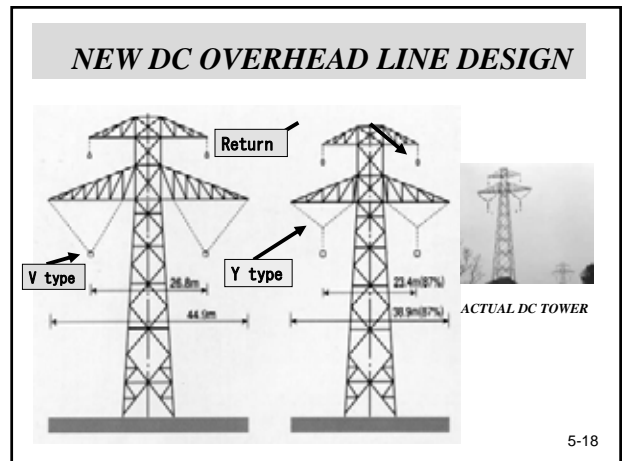 NEW DC OVERHEAD LINE DESIGN
Return
V type
Y type
26.8m
23.4m(87%)
44.9m
38.9m(87%)
ACTUAL DC TOWER
5-18